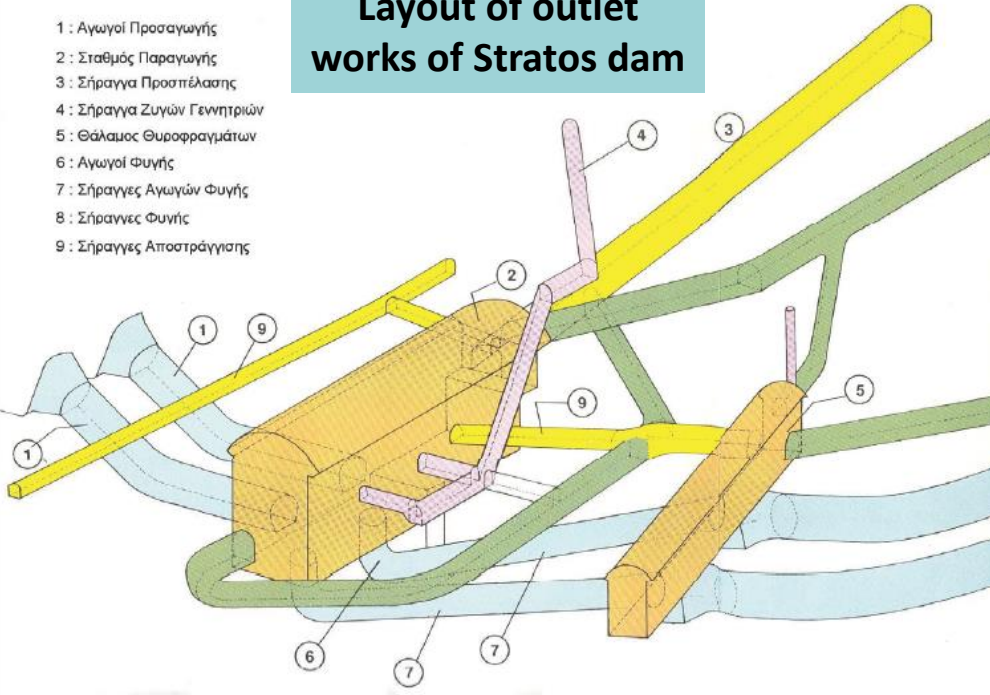 Layout of outlet
works of Stratos dam
1 : Αγωγοί Προσαγωγής
2 : Σταθμός Παραγωγής
3 : Σήραγγα Προσπέλασης
4 : Σήραγγα Ζυγών Γεννητριών
5 : Θάλαμος Θυροφραγμάτων
6 : Αγωγοί Φυγής
7 : Σήραγγες Αγωγών Φυγής
8 : Σήραγγες Φυγής
9 : Σήραγγες Αποστράγγισης
4
3
2
1
9
5
9
1
6
7
7